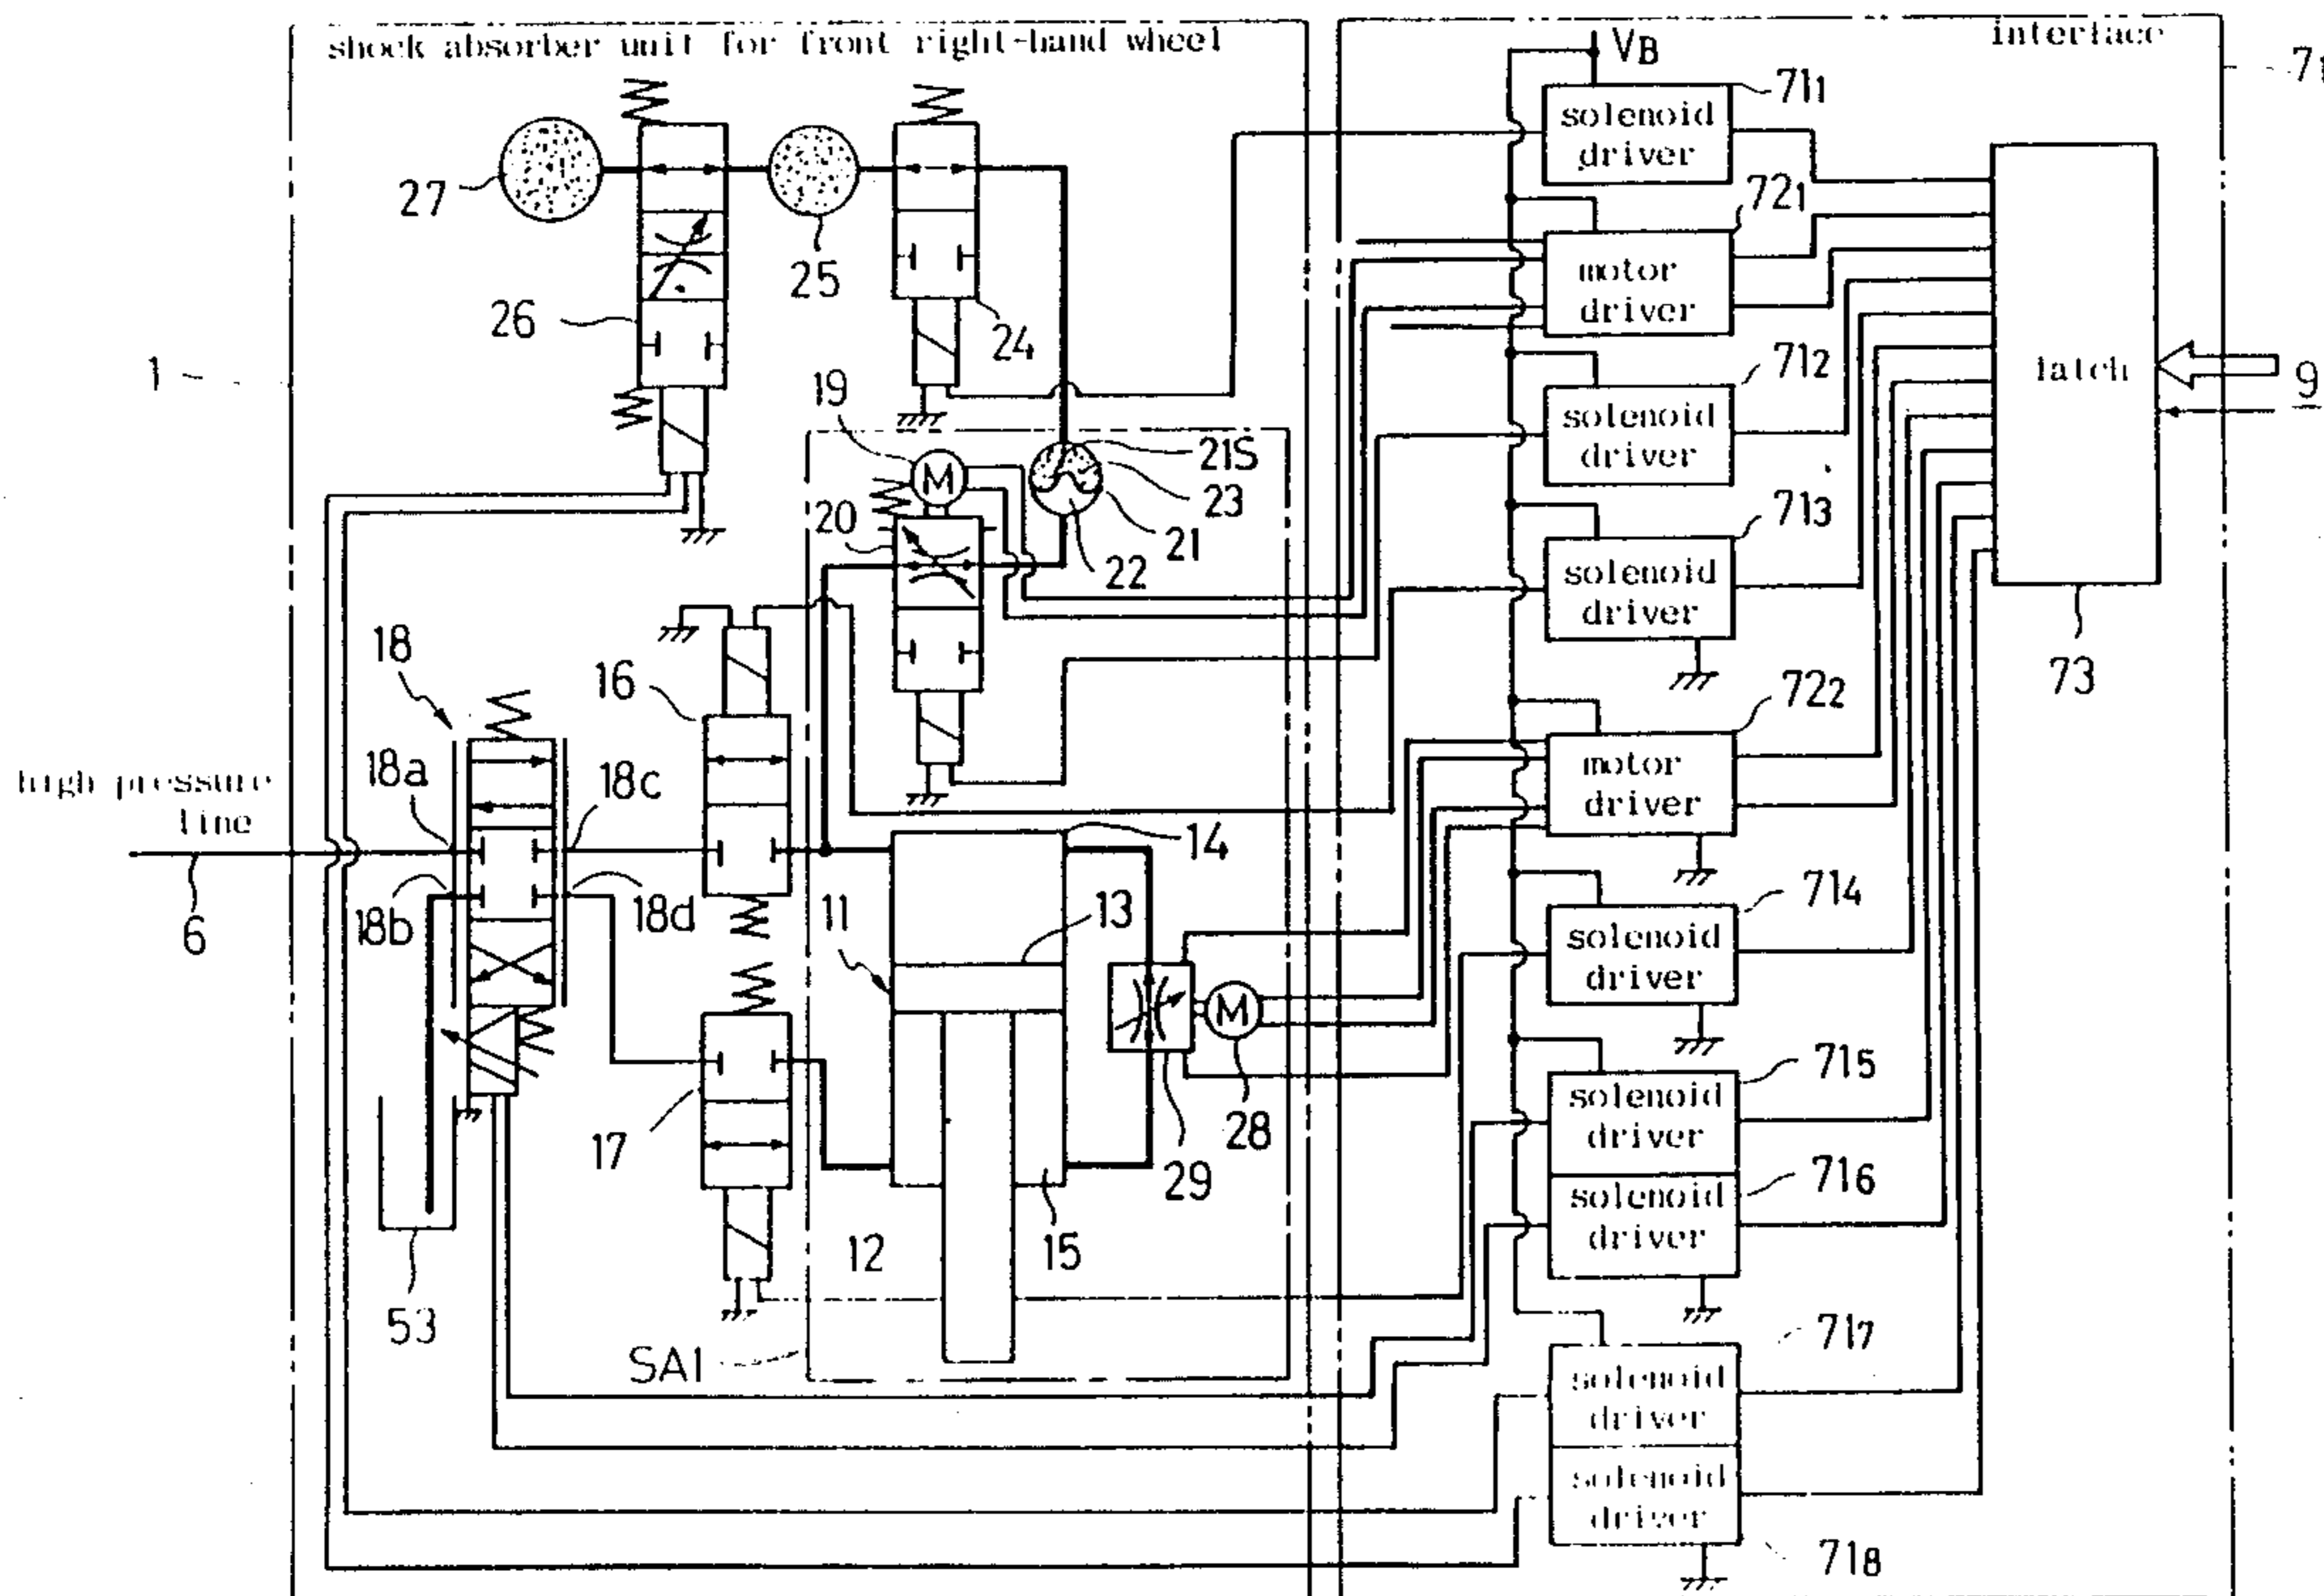 shock absorber unit for front right-hand wheel
interface
71
VB
711
solenoid
driver
721
motor
driver
712
solenoid
driver
713
solenoid
driver
722
motor
driver
714
solenoid
driver
715
solenoid
driver
716
solenoid
driver
717
solenoid
driver
solenoid
driver
718
latch
73
9
27
25
26
24
1
19
M
21S
23
21
22
20
18
16
18a
18c
high pressure
line
6
18b
18d
14
11
13
M
28
29
17
12
15
53
SA1